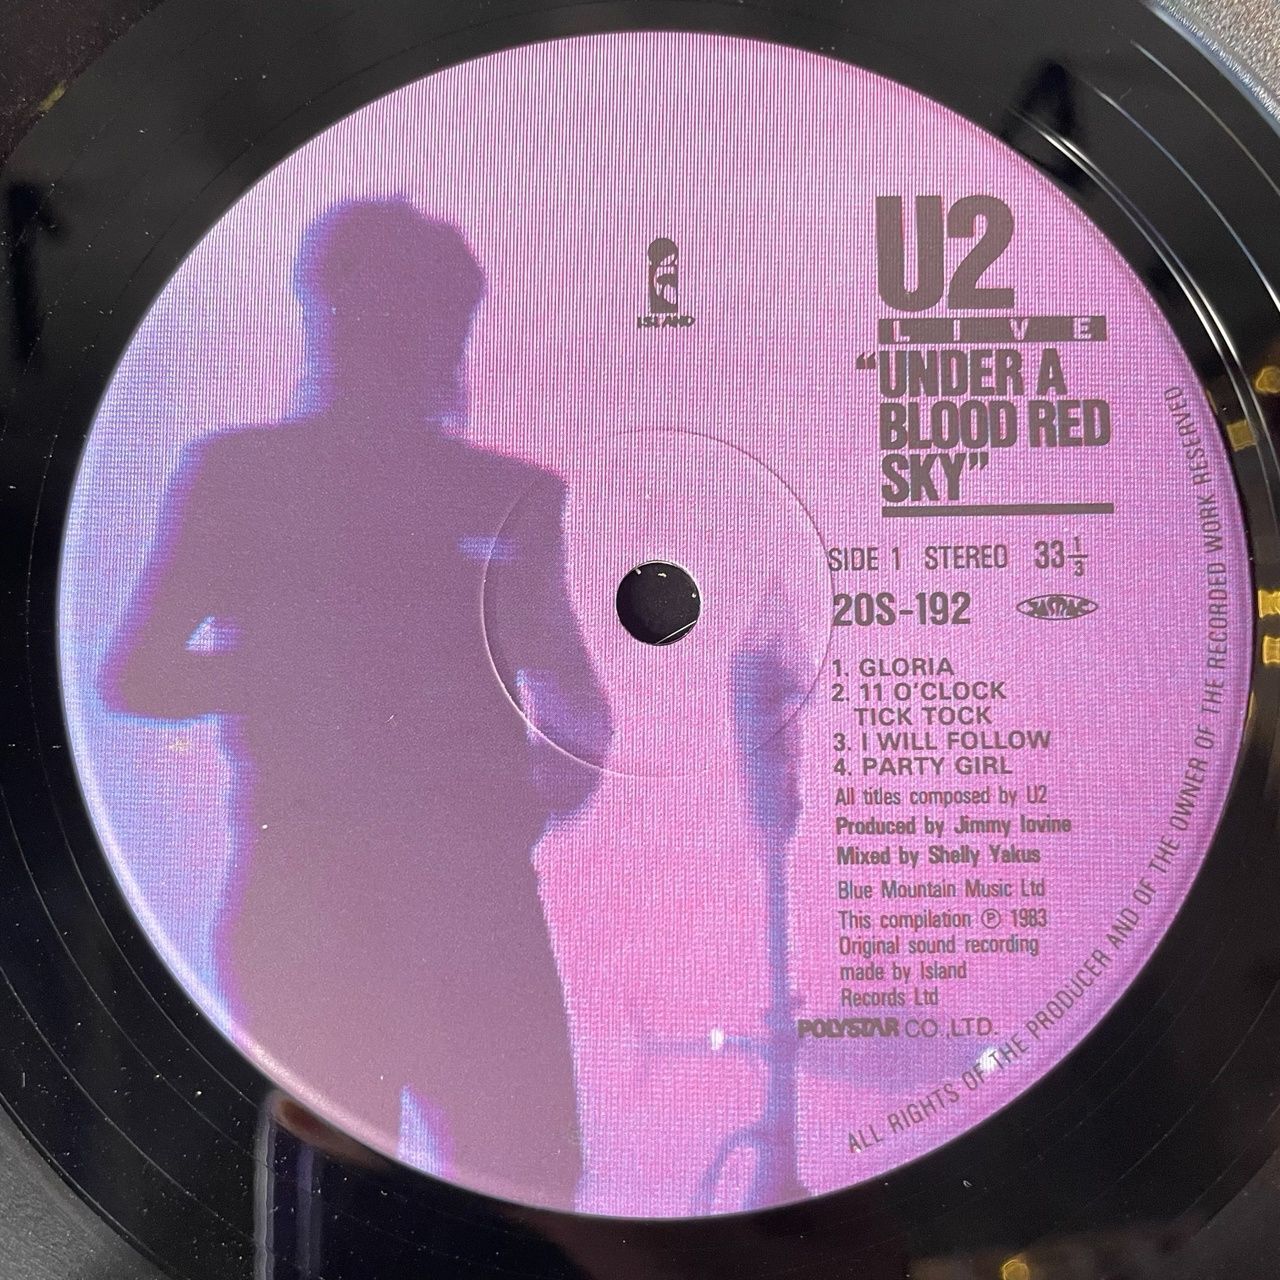 ISLAND
U2
LIVE
“UNDER A
BLOOD RED
SKY”
SIDE 1 STEREO 33 1/3
20S-192
1. GLORIA
2. 11 O'CLOCK
TICK TOCK
3. I WILL FOLLOW
4. PARTY GIRL
All titles composed by U2
Produced by Jimmy Iovine
Mixed by Shelly Yakus
Blue Mountain Music Ltd
This compilation ℗ 1983
Original sound recording
made by Island
Records Ltd
POLYSTAR CO.,LTD.
ALL RIGHTS OF THE PRODUCER AND OF THE OWNER OF THE RECORDED WORK RESERVED